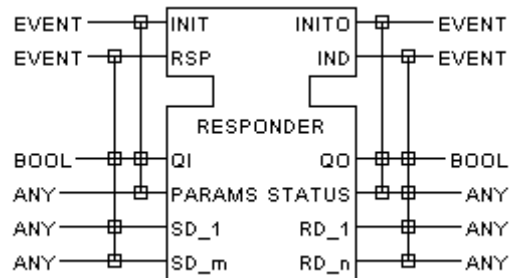 EVENT INIT INITO EVENT
EVENT RSP IND EVENT
RESPONDER
BOOL QI QO BOOL
ANY PARAMS STATUS ANY
ANY SD_1 RD_1 ANY
ANY SD_m RD_n ANY